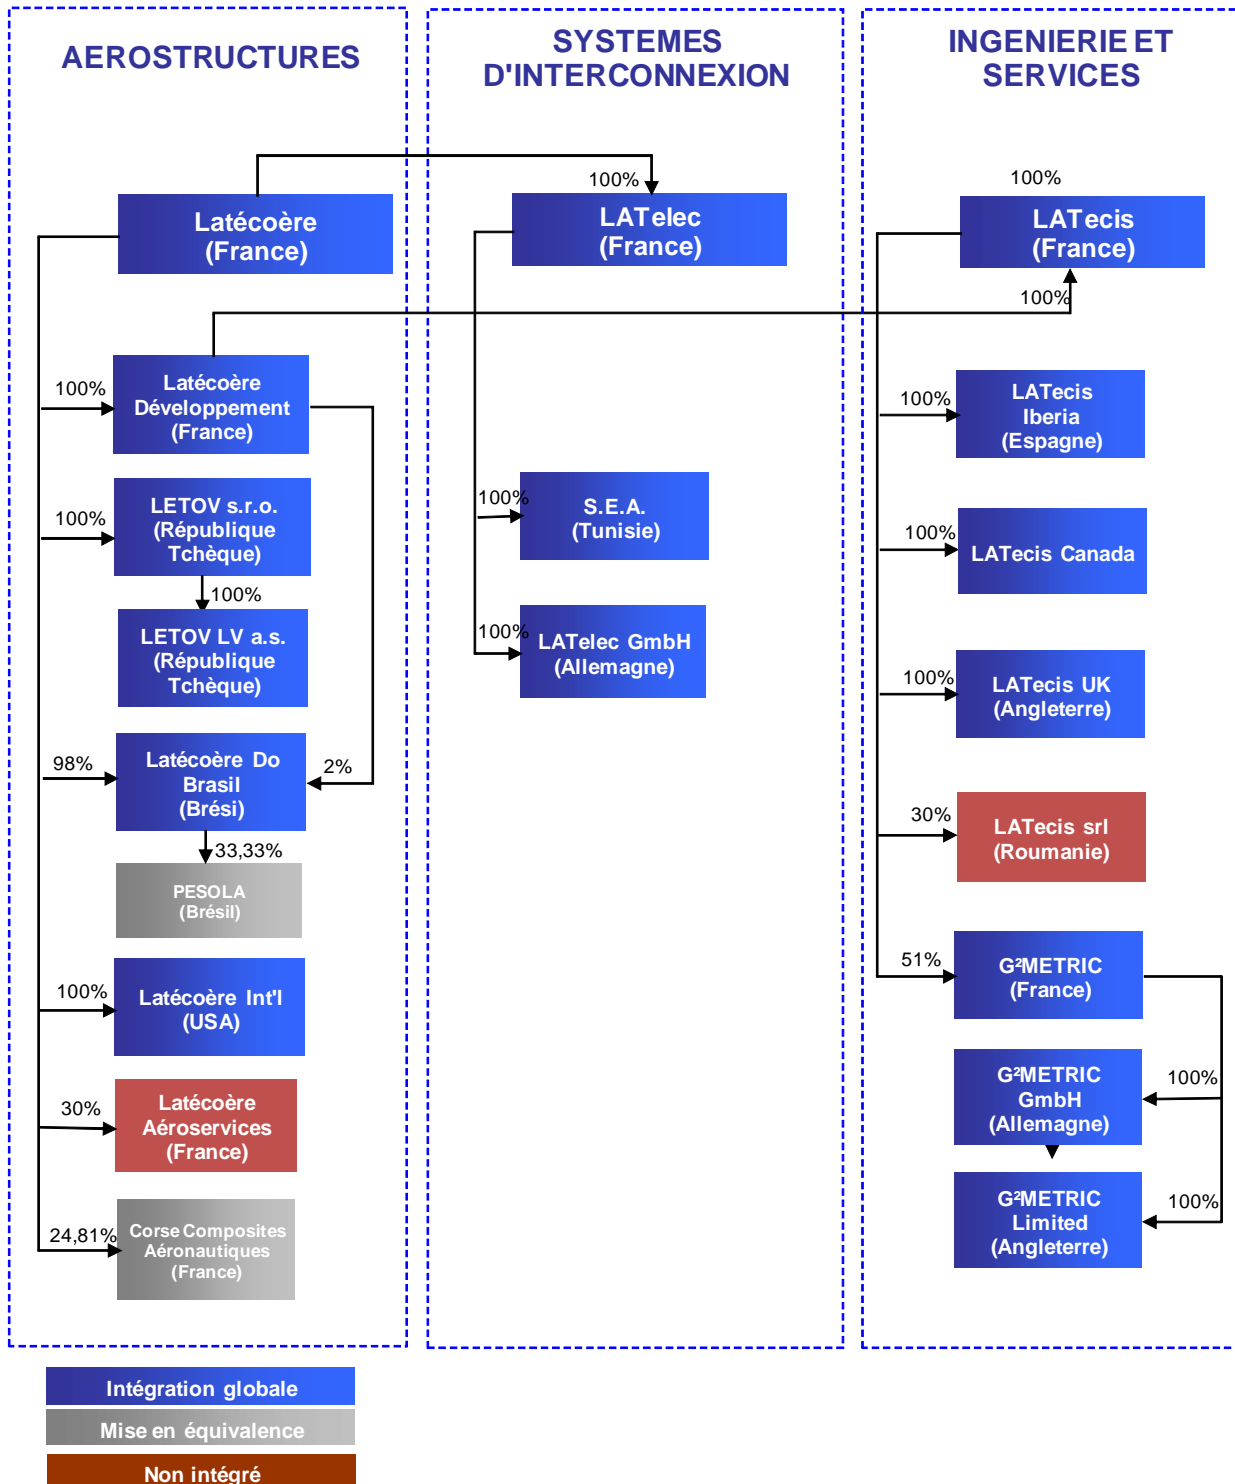 AEROSTRUCTURES
100%
Latécoère
(France)
100%
Latécoère
Développement
(France)
100%
LETOV s.r.o.
(République
Tchèque)
100%
LETOV LV a.s.
(République
Tchèque)
98%
Latécoère Do
Brasil
(Brési)
2%
33,33%
PESOLA
(Brésil)
100%
Latécoère Int'l
(USA)
30%
Latécoère
Aéroservices
(France)
24,81%
Corse Composites
Aéronautiques
(France)
SYSTEMES
D'INTERCONNEXION
LATelec
(France)
100%
S.E.A.
(Tunisie)
100%
LATelec GmbH
(Allemagne)
INGENIERIE ET
SERVICES
100%
LATecis
(France)
100%
100%
LATecis
Iberia
(Espagne)
100%
LATecis Canada
100%
LATecis UK
(Angleterre)
30%
LATecis srl
(Roumanie)
51%
G²METRIC
(France)
G²METRIC
GmbH
(Allemagne)
100%
G²METRIC
Limited
(Angleterre)
100%
Intégration globale
Mise en équivalence
Non intégré